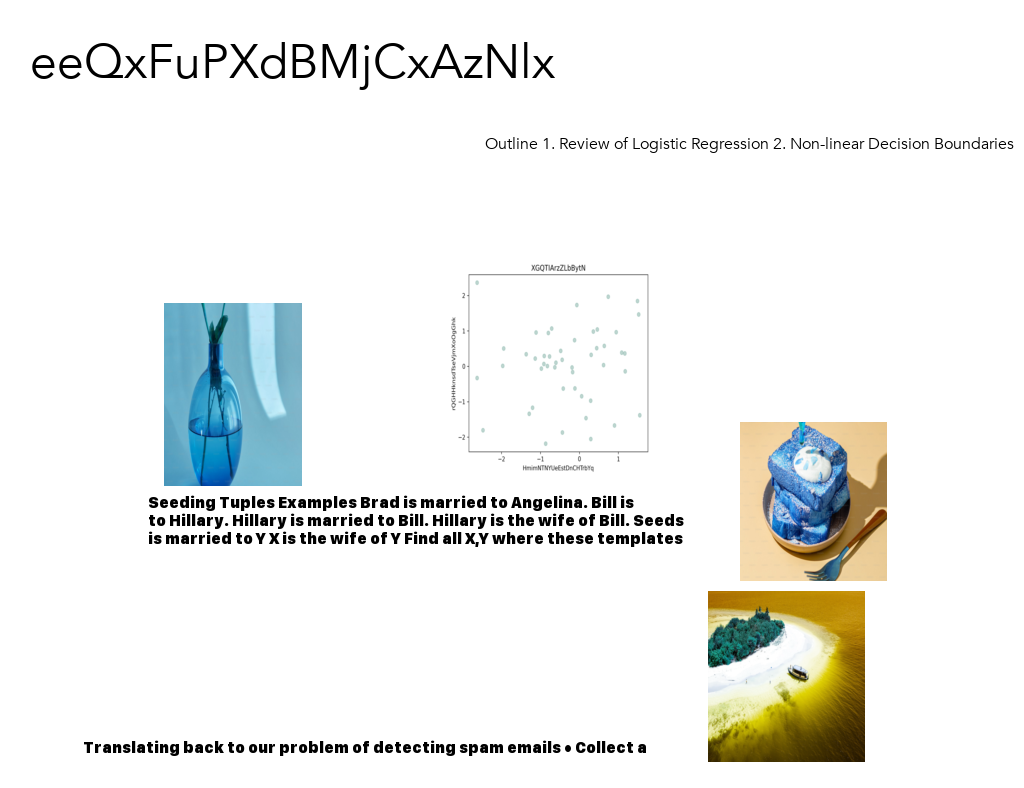 eeQxFuPXdBMjCxAzNlx
Outline 1. Review of Logistic Regression 2. Non-linear Decision Boundaries
XGQTIArzZLbBytN
2
1
0
−1
−2
−2 −1 0 1
HmimNTNYUeEstDnCHTrbYq
Seeding Tuples Examples Brad is married to Angelina. Bill is
to Hillary. Hillary is married to Bill. Hillary is the wife of Bill. Seeds
is married to Y X is the wife of Y Find all X,Y where these templates
Translating back to our problem of detecting spam emails • Collect a